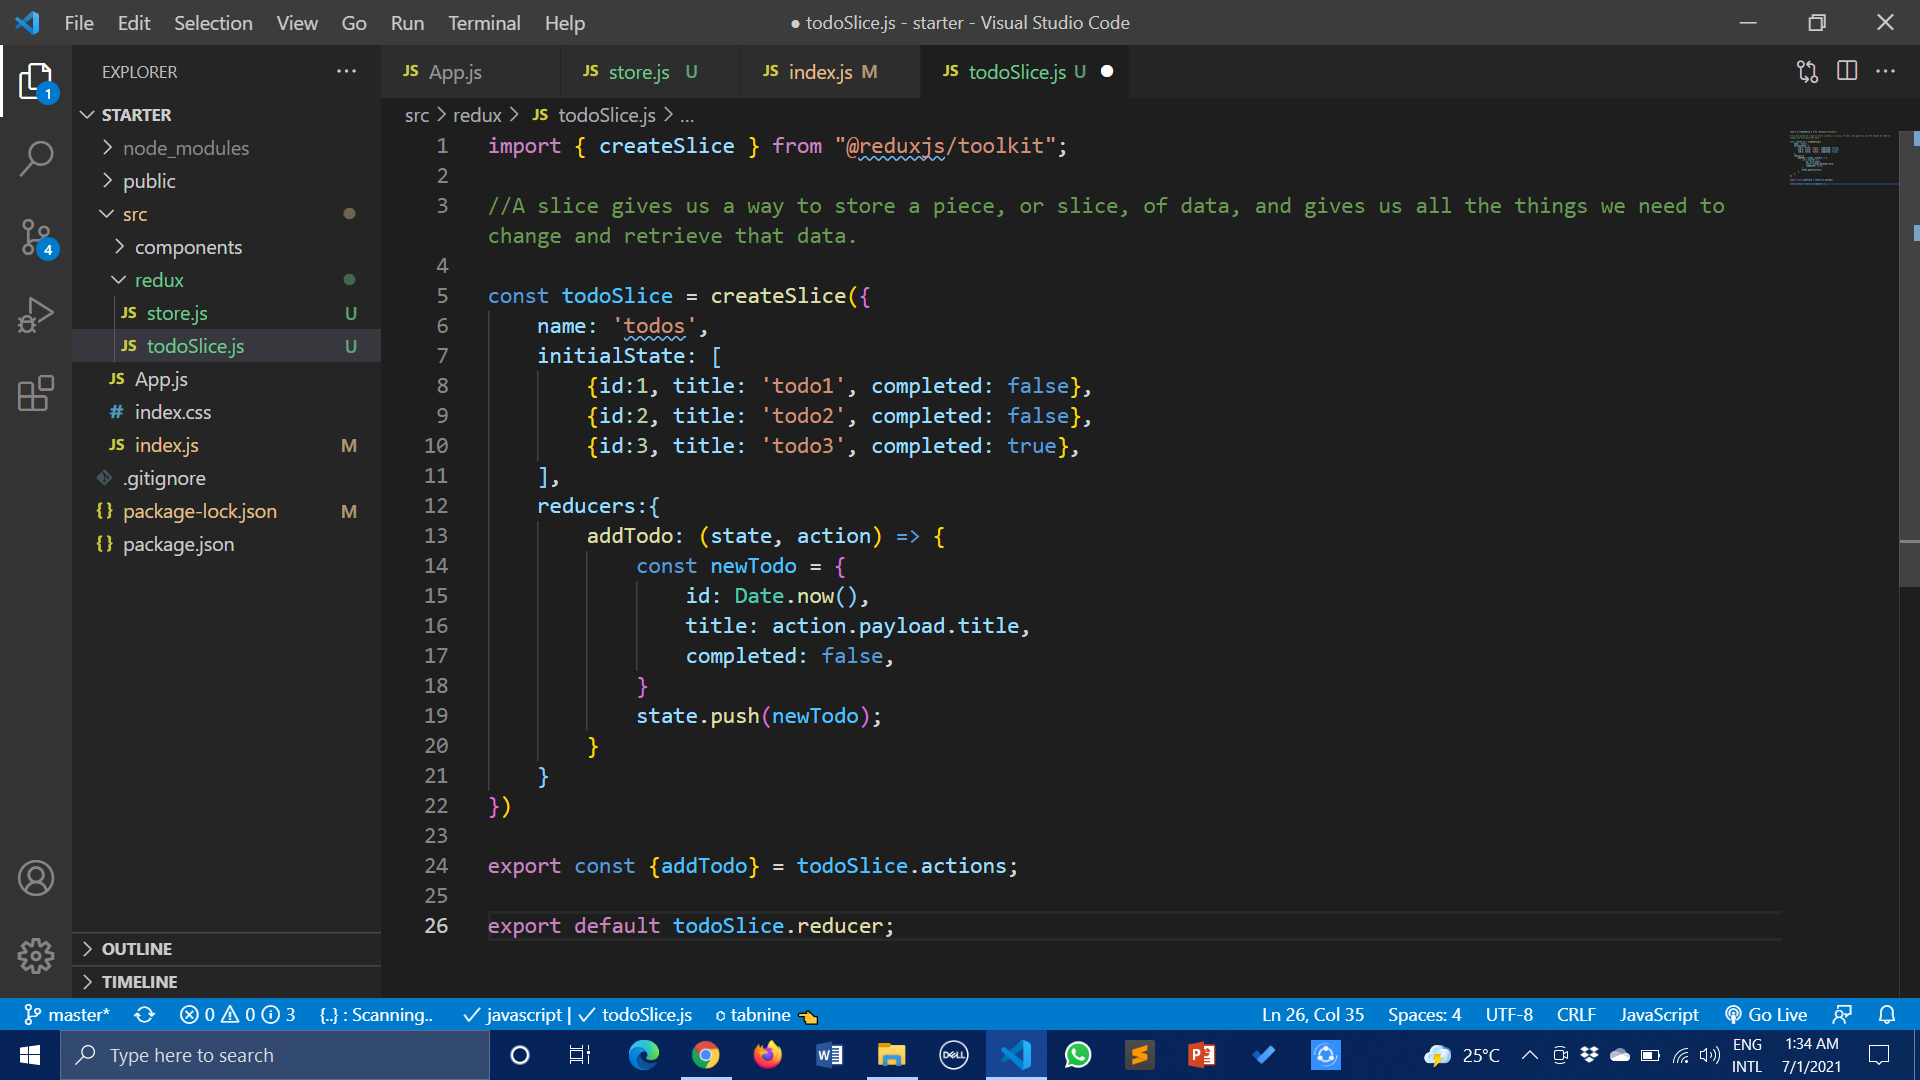 File Edit Selection View Go Run Terminal Help
● todoSlice.js - starter - Visual Studio Code
EXPLORER
1
4
STARTER
node_modules
public
src
components
redux
JS store.js U
JS todoSlice.js U
JS App.js
# index.css
JS index.js M
.gitignore
{} package-lock.json M
{} package.json
OUTLINE
TIMELINE
JS App.js JS store.js U JS index.js M JS todoSlice.js U ●
src > redux > JS todoSlice.js > ...
1 import { createSlice } from "@reduxjs/toolkit";
2
3 //A slice gives us a way to store a piece, or slice, of data, and gives us all the things we need to
change and retrieve that data.
4
5 const todoSlice = createSlice({
6 name: 'todos',
7 initialState: [
8 {id:1, title: 'todo1', completed: false},
9 {id:2, title: 'todo2', completed: false},
10 {id:3, title: 'todo3', completed: true},
11 ],
12 reducers:{
13 addTodo: (state, action) => {
14 const newTodo = {
15 id: Date.now(),
16 title: action.payload.title,
17 completed: false,
18 }
19 state.push(newTodo);
20 }
21 }
22 })
23
24 export const {addTodo} = todoSlice.actions;
25
26 export default todoSlice.reducer;
master* 0 0 3 {..} : Scanning.. ✓ javascript | ✓ todoSlice.js tabnine Ln 26, Col 35 Spaces: 4 UTF-8 CRLF JavaScript Go Live
Type here to search
DELL
25°C
ENG
INTL
1:34 AM
7/1/2021